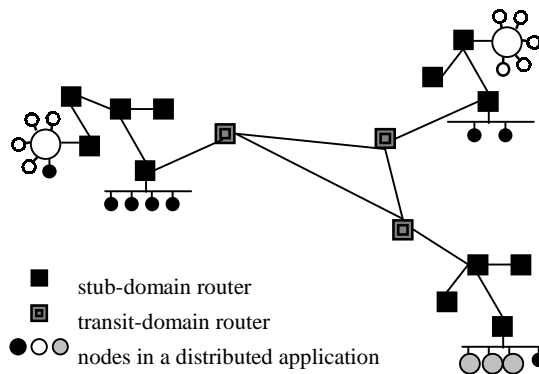 stub-domain router
transit-domain router
nodes in a distributed application